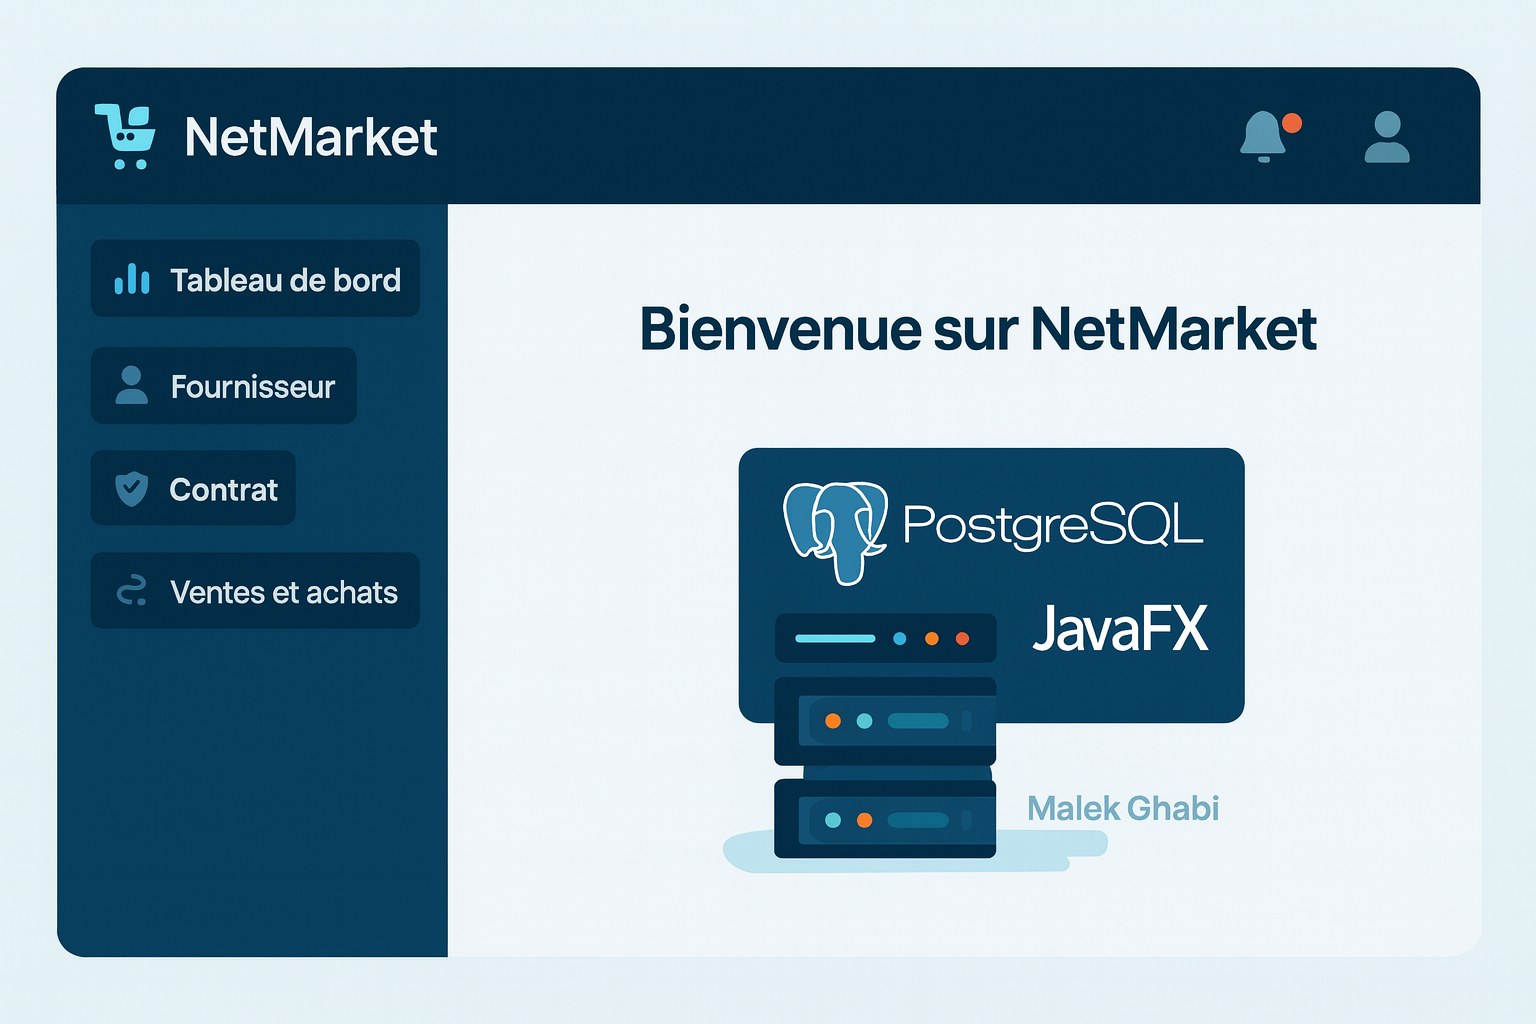 NetMarket
Tableau de bord
Fournisseur
Contrat
Ventes et achats
Bienvenue sur NetMarket
PostgreSQL
JavaFX
Malek Ghabi